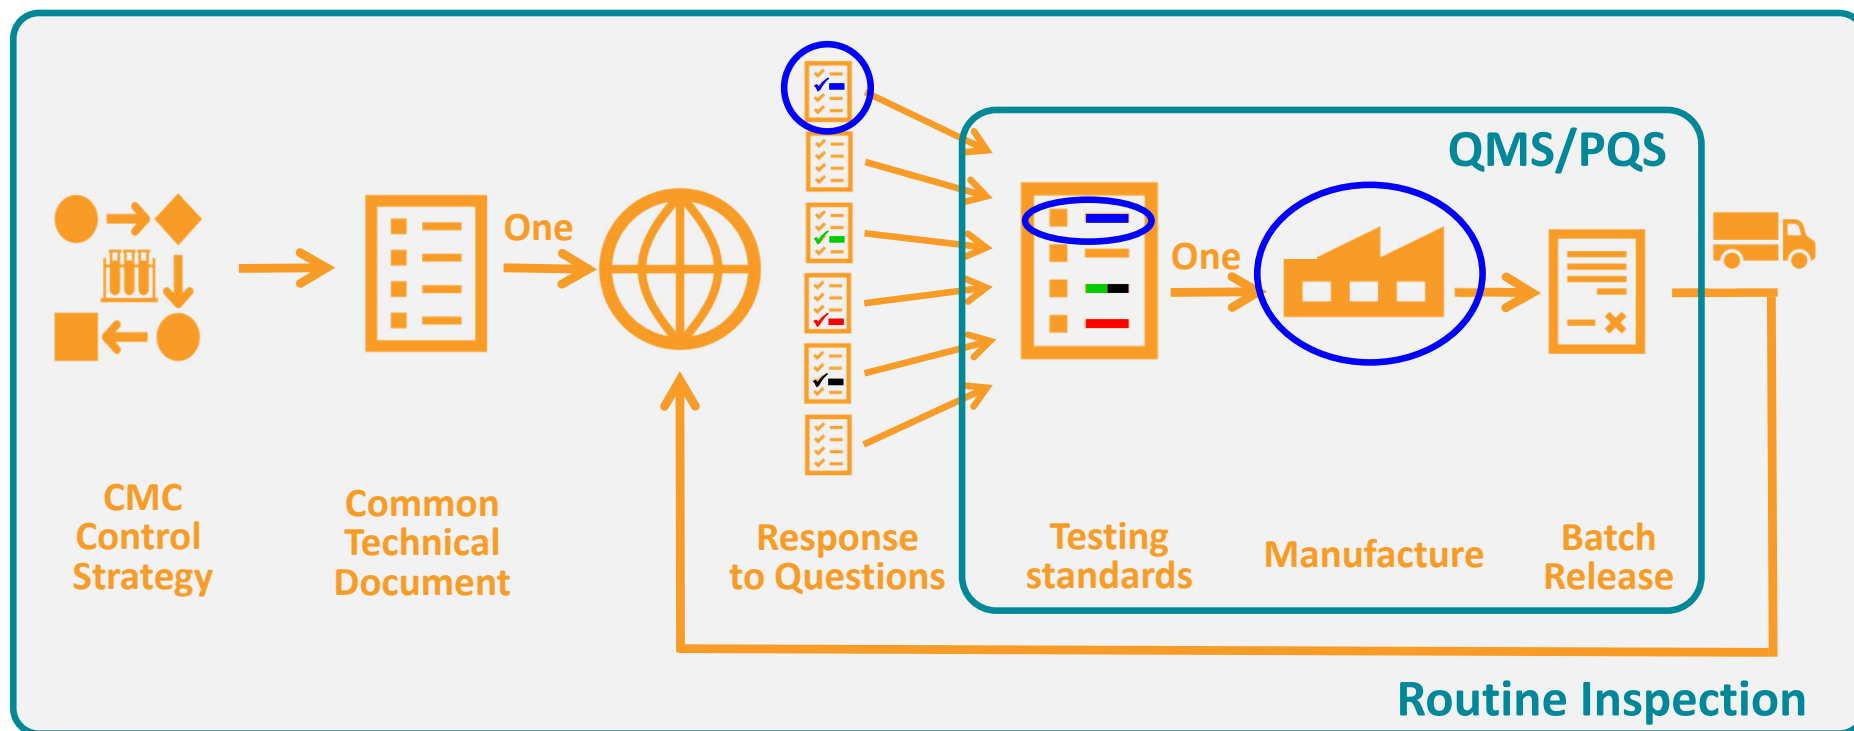 QMS/PQS
One
One
CMC
Control
Strategy
Common
Technical
Document
Response
to Questions
Testing
standards
Manufacture
Batch
Release
Routine Inspection